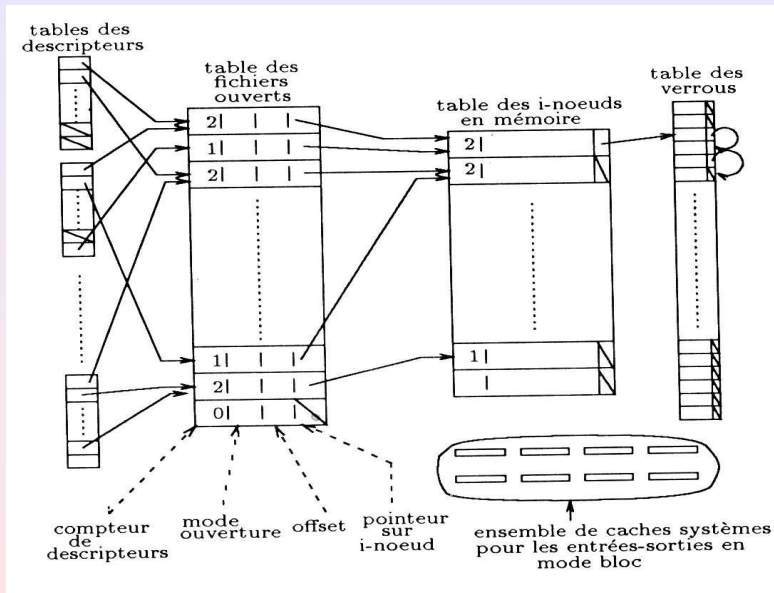 tables des
descripteurs
table des
fichiers
ouverts
table des i-noeuds
en mémoire
table des
verrous
2
1
2
1
2
0
2
2
1
compteur
de
descripteurs
mode
ouverture
offset
pointeur
sur
i-noeud
ensemble de caches systèmes
pour les entrées-sorties en
mode bloc